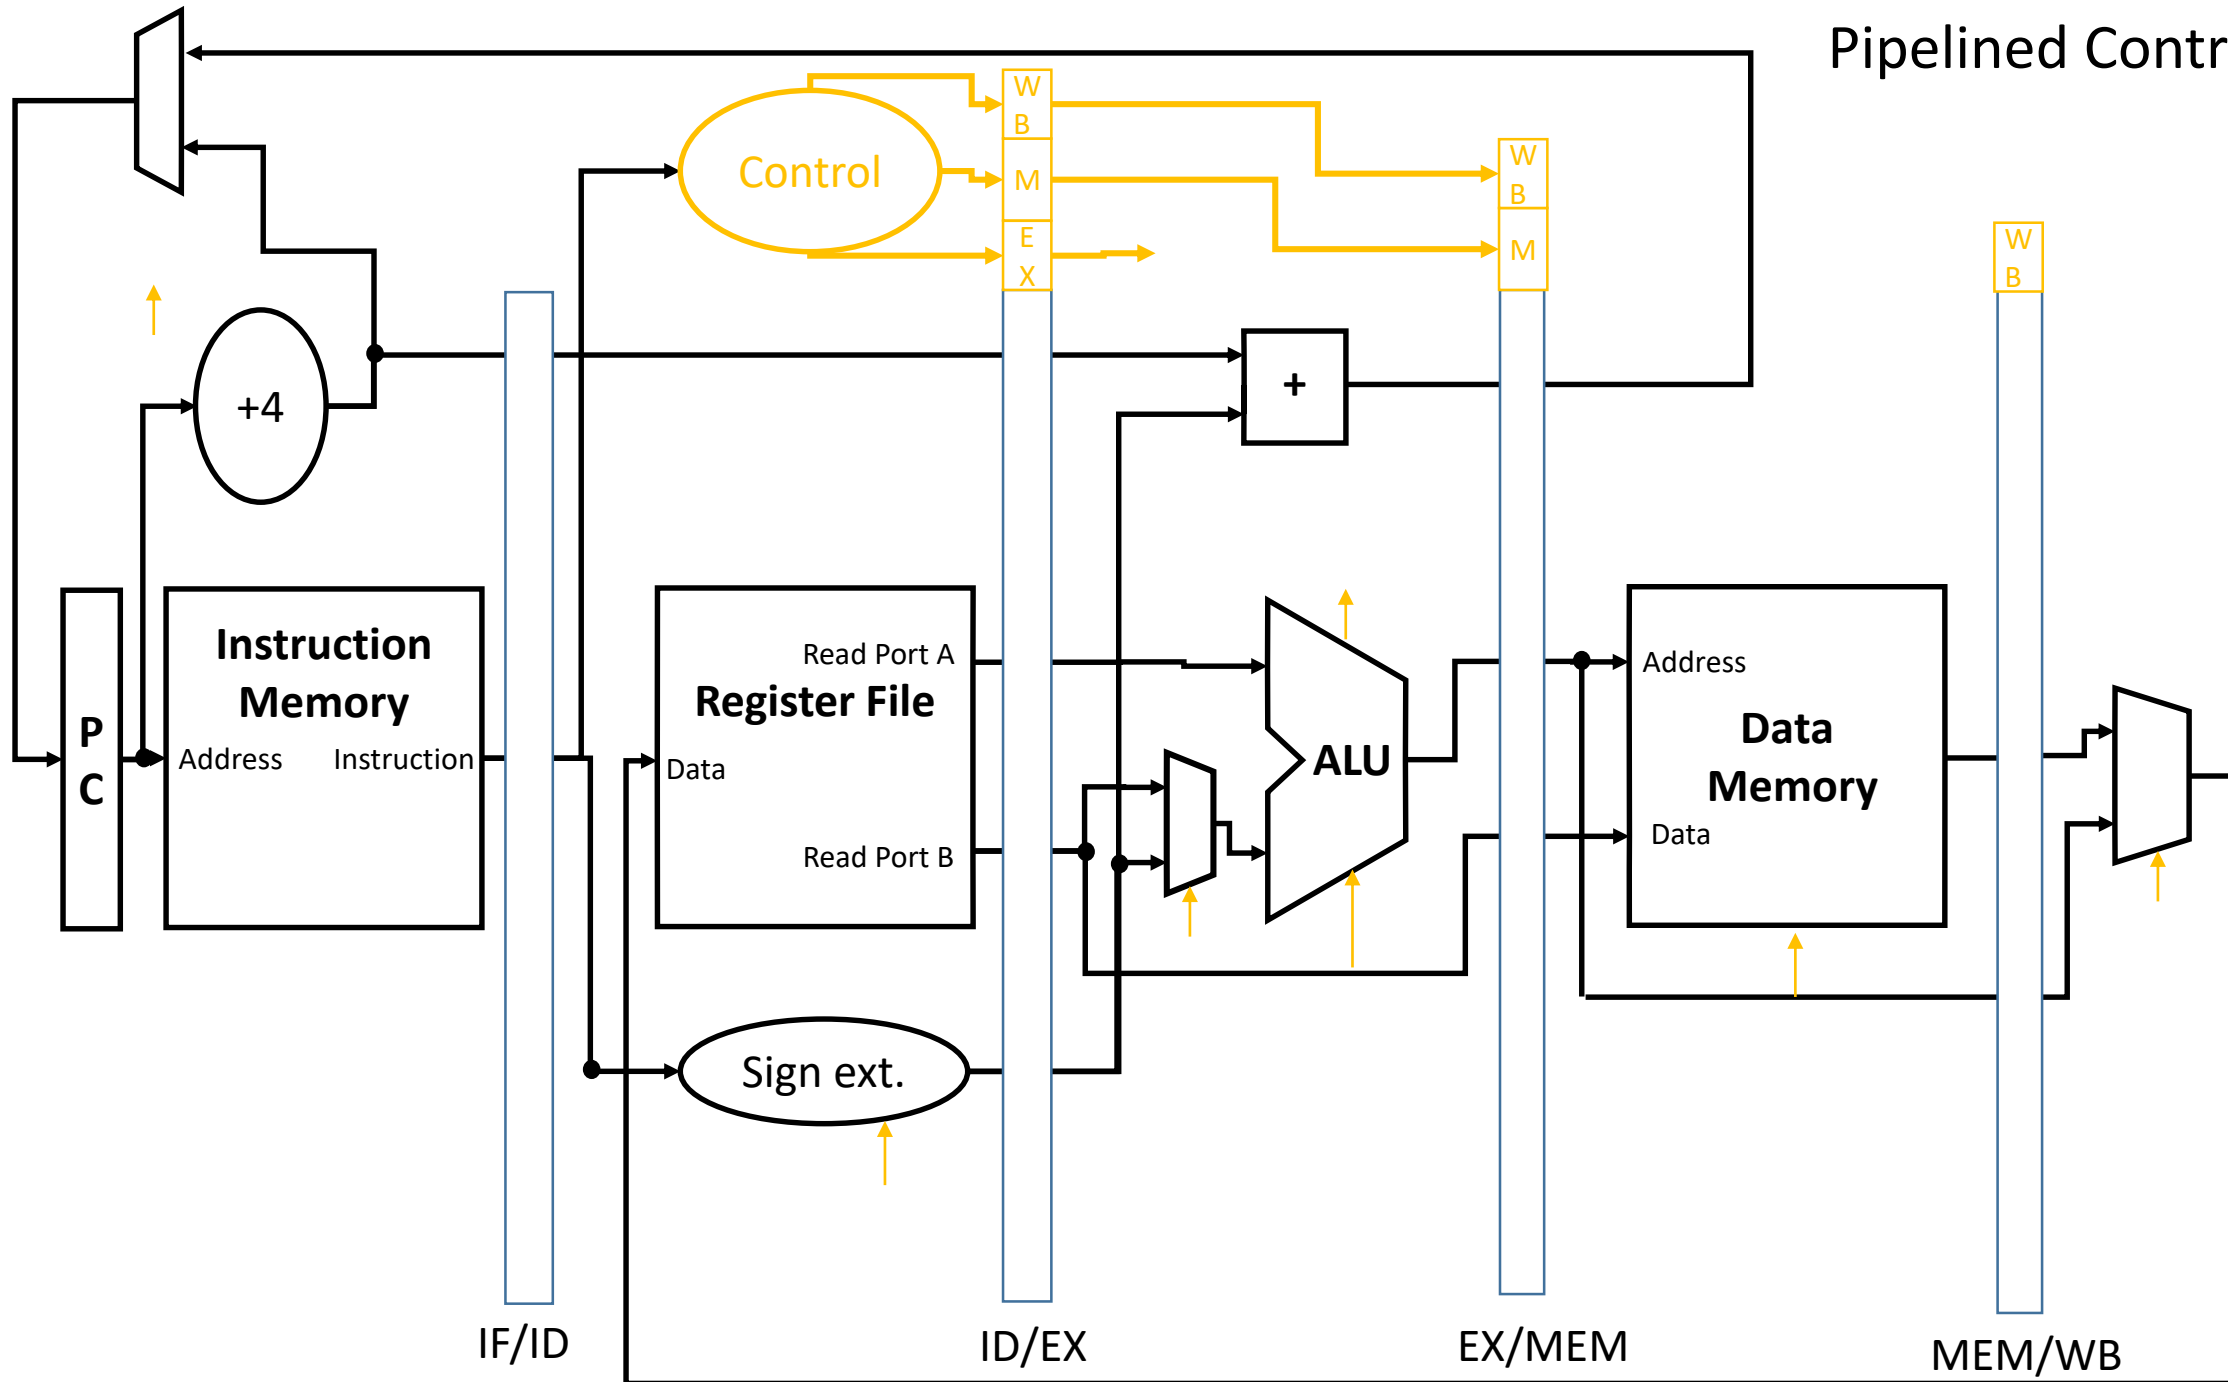 Pipelined Contr
W
B
M
E
X
Control
W
B
M
W
B
+4
+
P
C
Instruction
Memory
Address
Instruction
Read Port A
Register File
Data
Read Port B
ALU
Address
Data
Memory
Data
Sign ext.
IF/ID
ID/EX
EX/MEM
MEM/WB